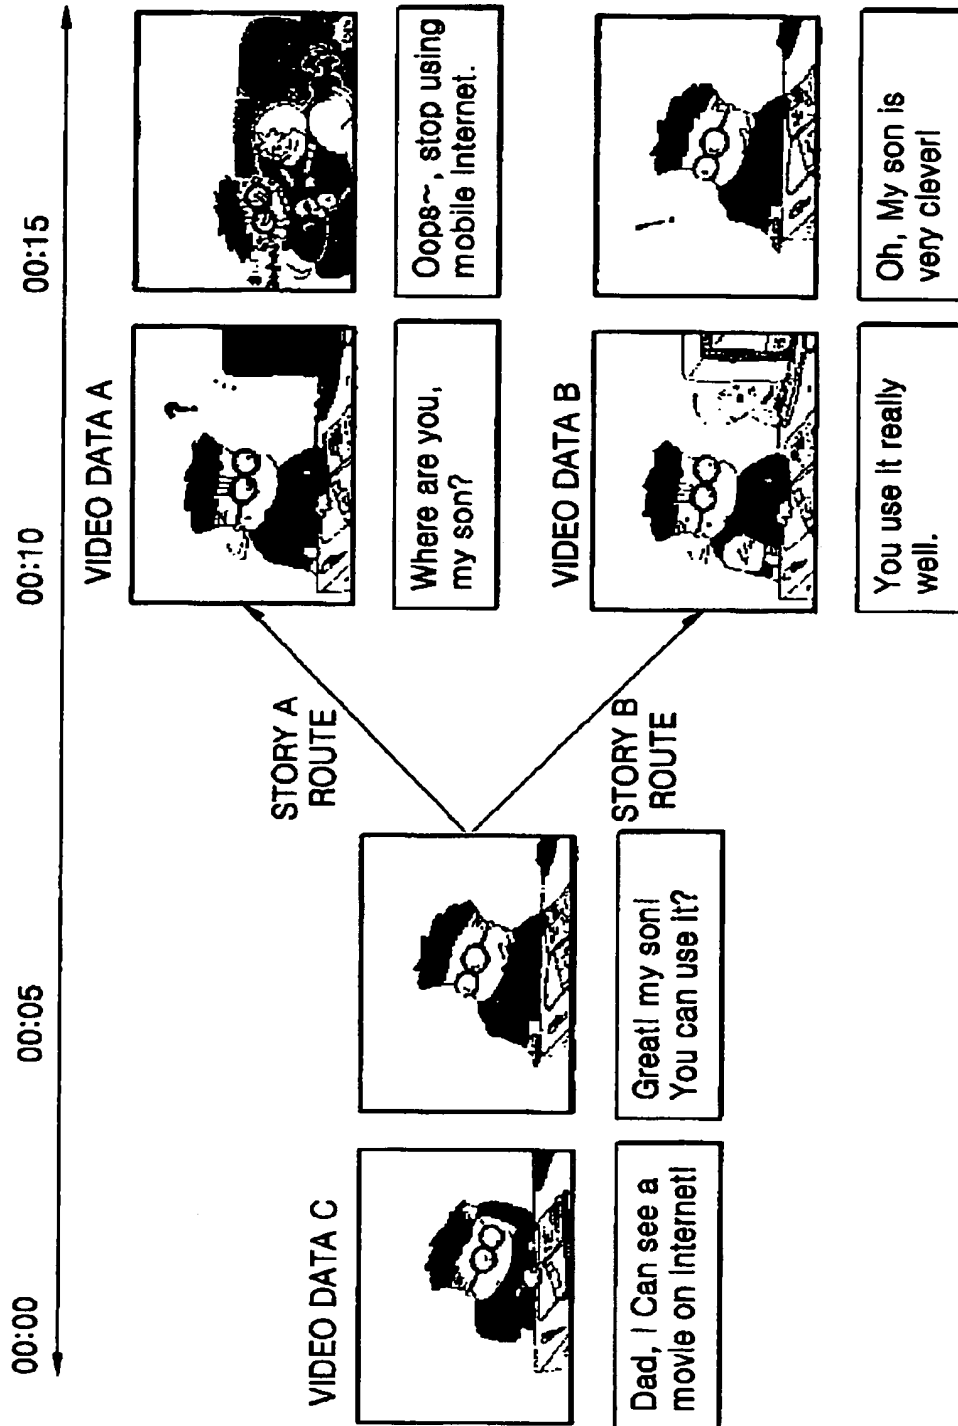 00:00
00:05
00:10
00:15
VIDEO DATA C
Dad, I Can see a
movie on Internet!
Great! my son!
You can use it?
STORY A
ROUTE
STORY B
ROUTE
VIDEO DATA A
?
Where are you,
my son?
Oops~, stop using
mobile Internet.
VIDEO DATA B
You use it really
well.
!
Oh, My son is
very clever!